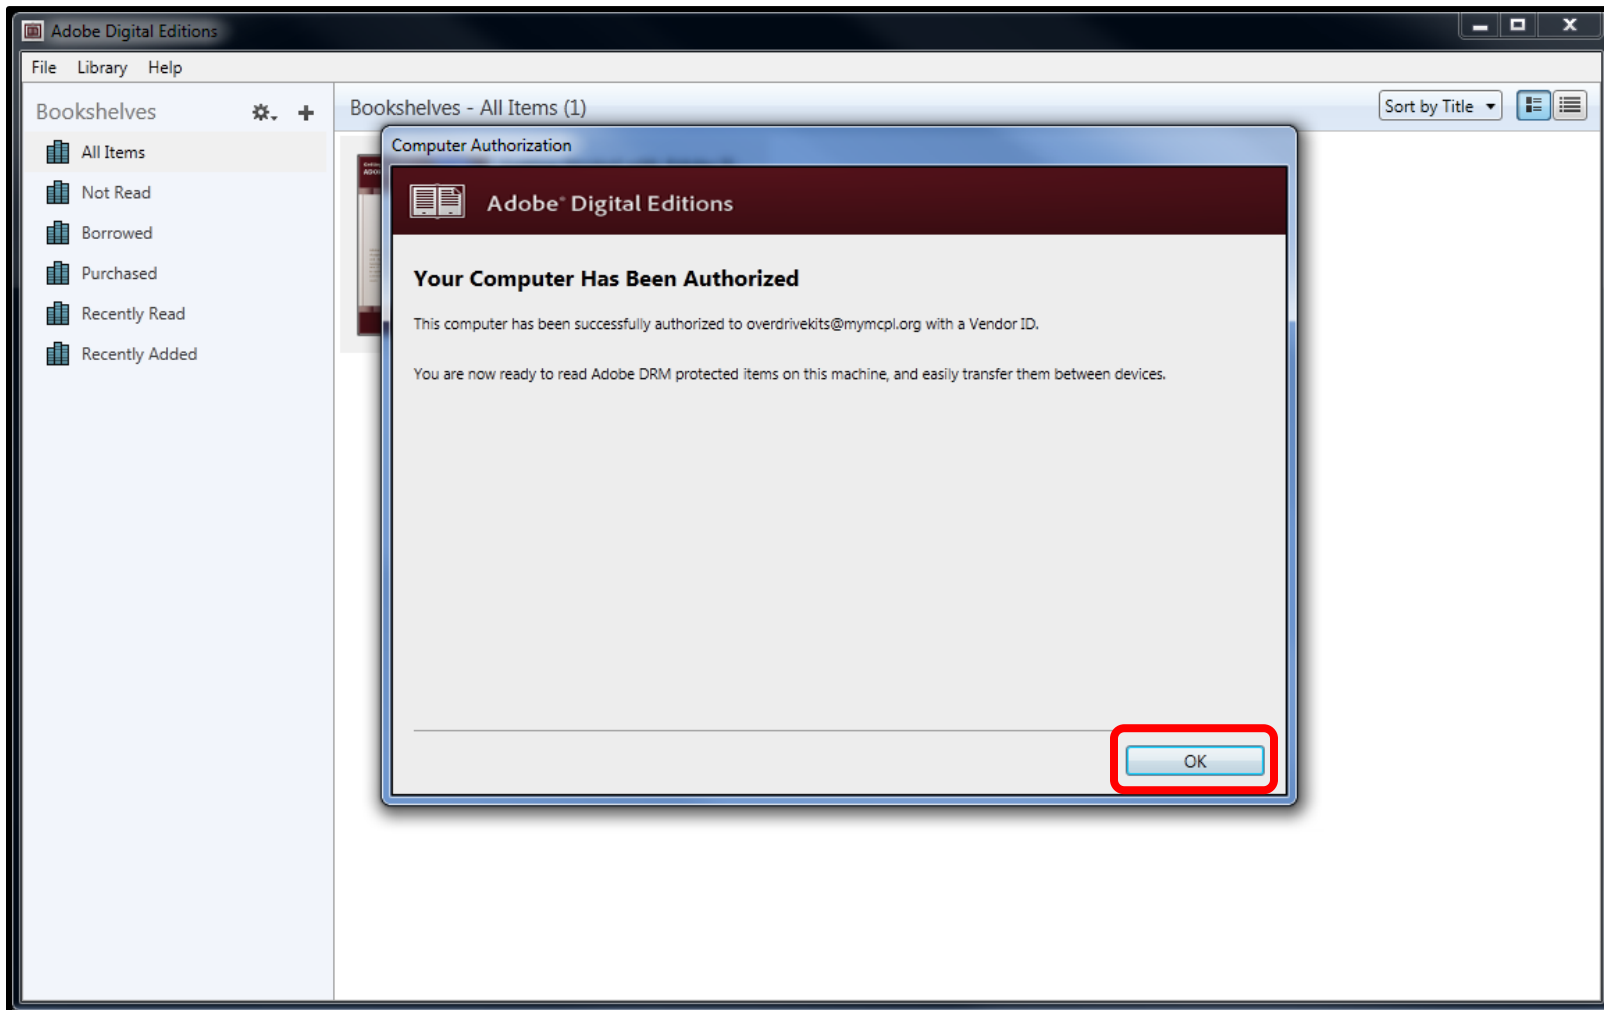 Adobe Digital Editions
File Library Help
Bookshelves
Bookshelves - All Items (1)
Sort by Title
All Items
Not Read
Borrowed
Purchased
Recently Read
Recently Added
Computer Authorization
Adobe® Digital Editions
Your Computer Has Been Authorized
This computer has been successfully authorized to overdrivekits@mymcpl.org with a Vendor ID.
You are now ready to read Adobe DRM protected items on this machine, and easily transfer them between devices.
OK